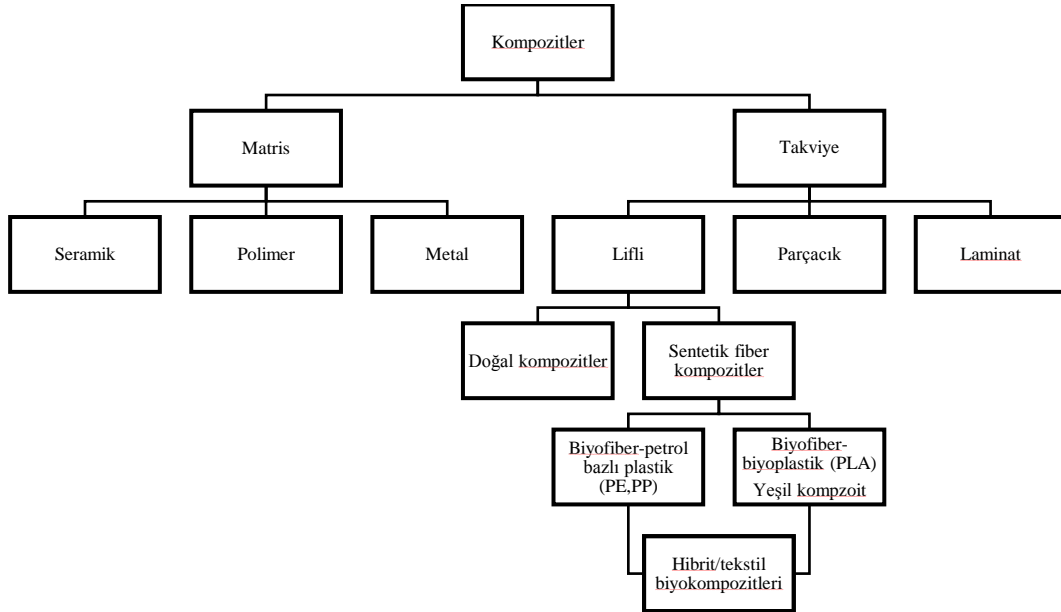 Kompozitler
Matris
Takviye
Seramik
Polimer
Metal
Lifli
Parçacık
Laminat
Doğal kompozitler
Sentetik fiber
kompozitler
Biyofiber-petrol
bazlı plastik
(PE,PP)
Biyofiber-
biyoplastik (PLA)
Yeşil kompzoit
Hibrit/tekstil
biyokompozitleri